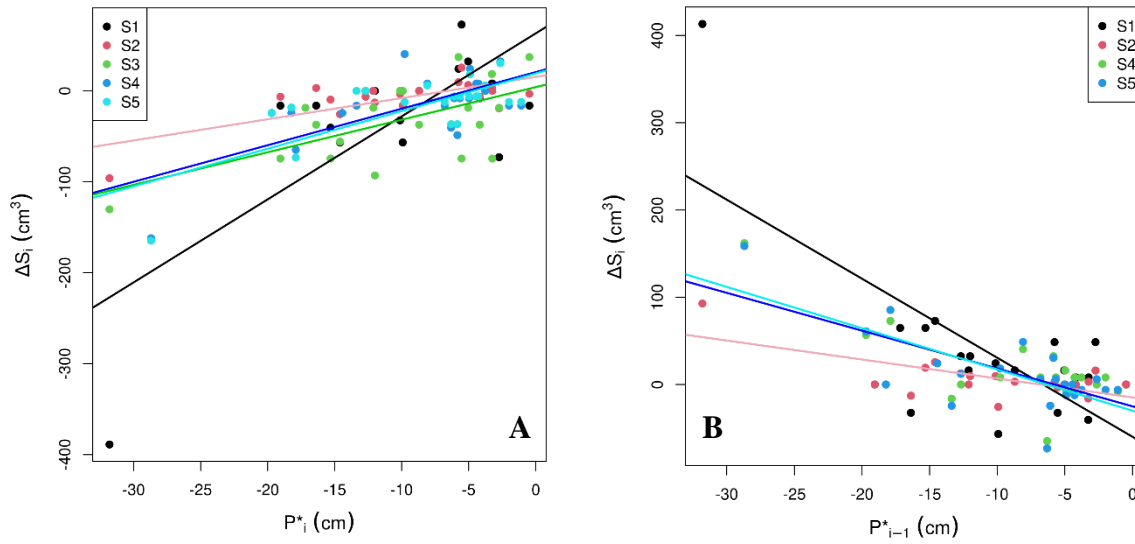 S1
S2
S3
S4
S5
0
-100
-200
-300
-400
ΔSᵢ (cm³)
-30 -25 -20 -15 -10 -5 0
P*ᵢ (cm)
A
S1
S2
S4
S5
400
300
200
100
0
ΔSᵢ (cm³)
-30 -25 -20 -15 -10 -5 0
P*ᵢ₋₁ (cm)
B